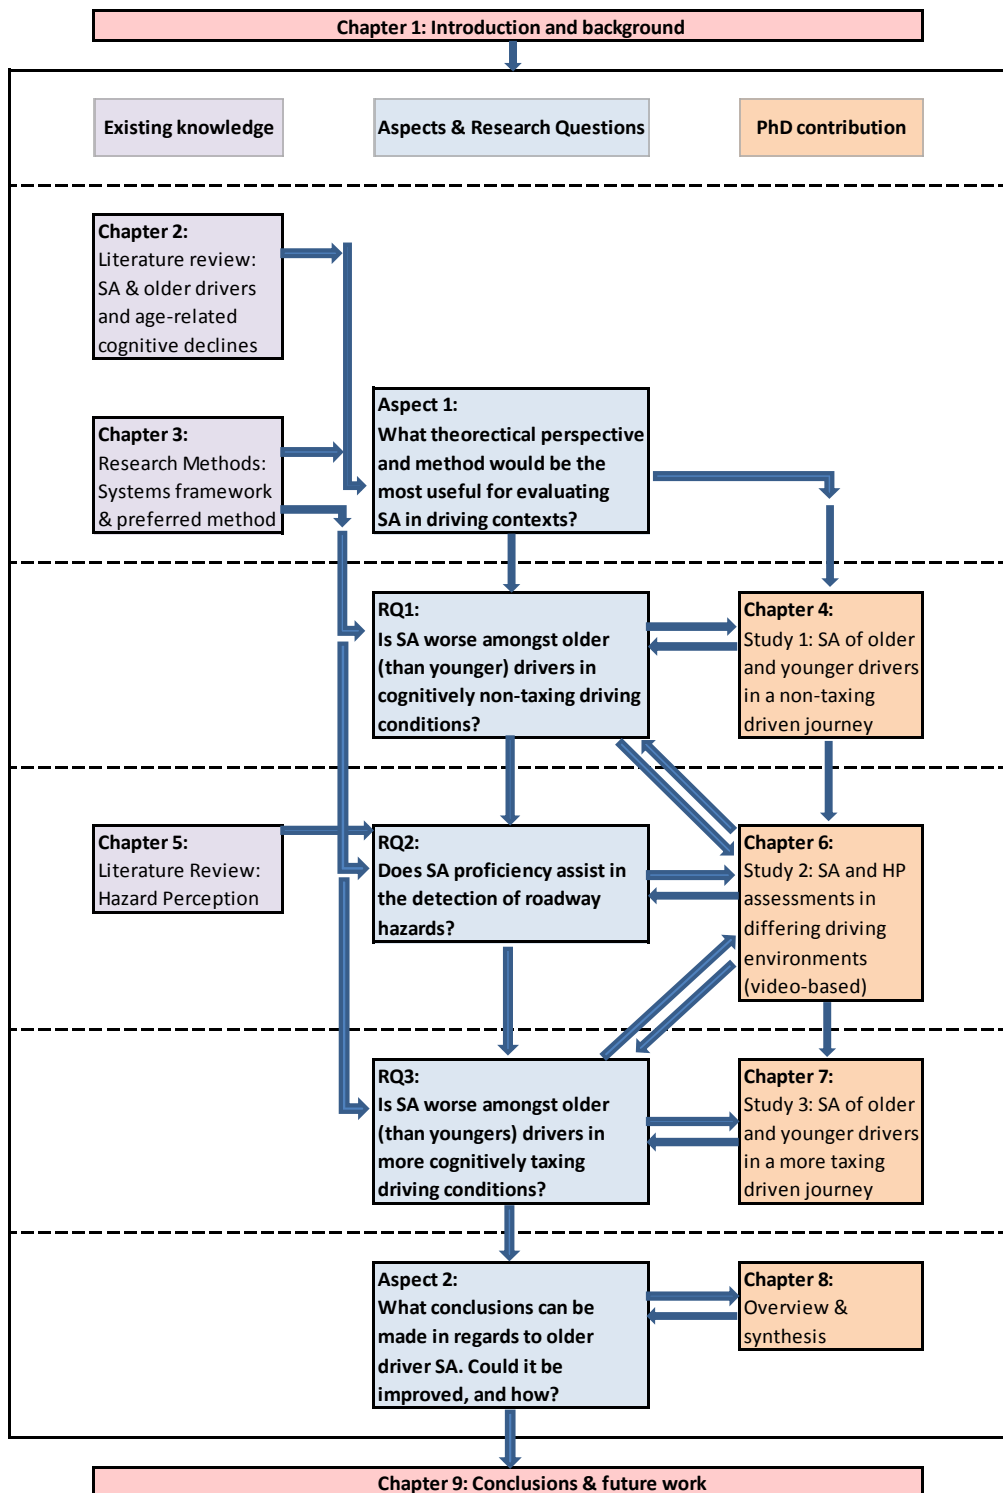 Chapter 1: Introduction and background
Existing knowledge
Aspects & Research Questions
PhD contribution
Chapter 2:
Literature review:
SA & older drivers
and age-related
cognitive declines
Chapter 3:
Research Methods:
Systems framework
& preferred method
Aspect 1:
What theorectical perspective
and method would be the
most useful for evaluating
SA in driving contexts?
RQ1:
Is SA worse amongst older
(than younger) drivers in
cognitively non-taxing driving
conditions?
Chapter 4:
Study 1: SA of older
and younger drivers
in a non-taxing
driven journey
Chapter 5:
Literature Review:
Hazard Perception
RQ2:
Does SA proficiency assist in
the detection of roadway
hazards?
Chapter 6:
Study 2: SA and HP
assessments in
differing driving
environments
(video-based)
RQ3:
Is SA worse amongst older
(than youngers) drivers in
more cognitively taxing
driving conditions?
Chapter 7:
Study 3: SA of older
and younger drivers
in a more taxing
driven journey
Aspect 2:
What conclusions can be
made in regards to older
driver SA. Could it be
improved, and how?
Chapter 8:
Overview &
synthesis
Chapter 9: Conclusions & future work